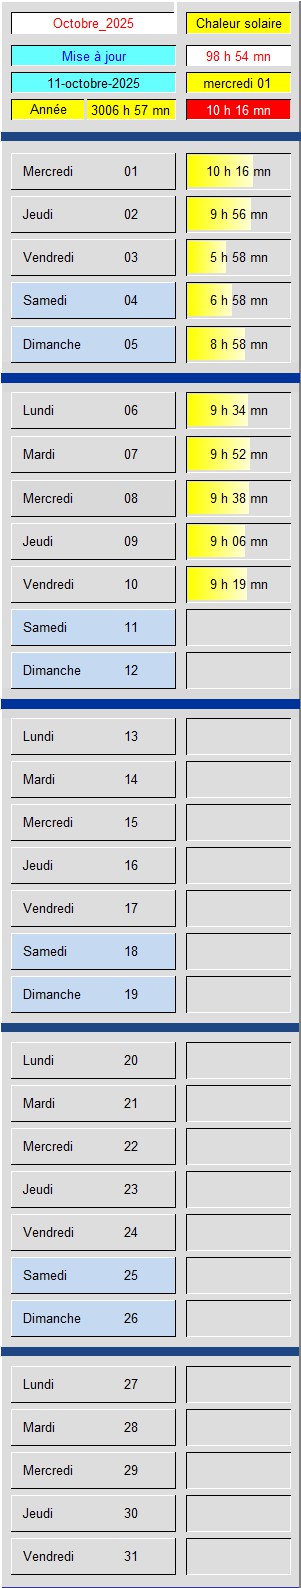 Octobre_2025 Chaleur solaire
Mise à jour 98 h 54 mn
11-octobre-2025 mercredi 01
Année 3006 h 57 mn 10 h 16 mn
Mercredi 01 10 h 16 mn
Jeudi 02 9 h 56 mn
Vendredi 03 5 h 58 mn
Samedi 04 6 h 58 mn
Dimanche 05 8 h 58 mn
Lundi 06 9 h 34 mn
Mardi 07 9 h 52 mn
Mercredi 08 9 h 38 mn
Jeudi 09 9 h 06 mn
Vendredi 10 9 h 19 mn
Samedi 11
Dimanche 12
Lundi 13
Mardi 14
Mercredi 15
Jeudi 16
Vendredi 17
Samedi 18
Dimanche 19
Lundi 20
Mardi 21
Mercredi 22
Jeudi 23
Vendredi 24
Samedi 25
Dimanche 26
Lundi 27
Mardi 28
Mercredi 29
Jeudi 30
Vendredi 31